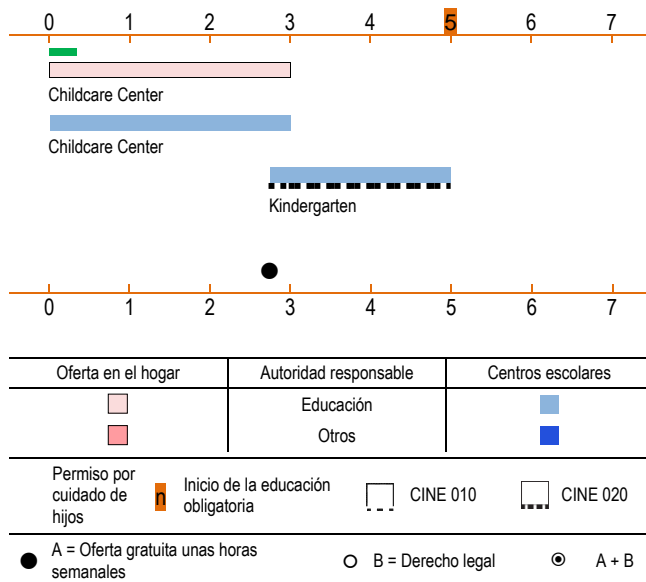 0 1 2 3 4 5 6 7
Childcare Center
Childcare Center
Kindergarten
0 1 2 3 4 5 6 7
Oferta en el hogar Autoridad responsable Centros escolares
Educación
Otros
Permiso por
cuidado de
hijos
n Inicio de la educación
obligatoria
CINE 010
CINE 020
A = Oferta gratuita unas horas
semanales
B = Derecho legal
A + B